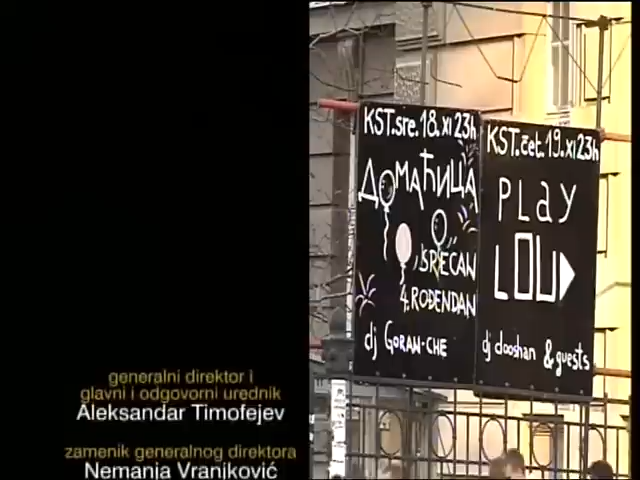 KST.sre.18.XI 23h
ДОМАЋИЦА
SREĆAN
4.ROĐENDAN
dj GORAN-CHE
KST.čet.19.XI 23h
PLAY
LOUD
dj dooshan & guests
generalni direktor i
glavni i odgovorni urednik
Aleksandar Timofejev
zamenik generalnog direktora
Nemanja Vranjković